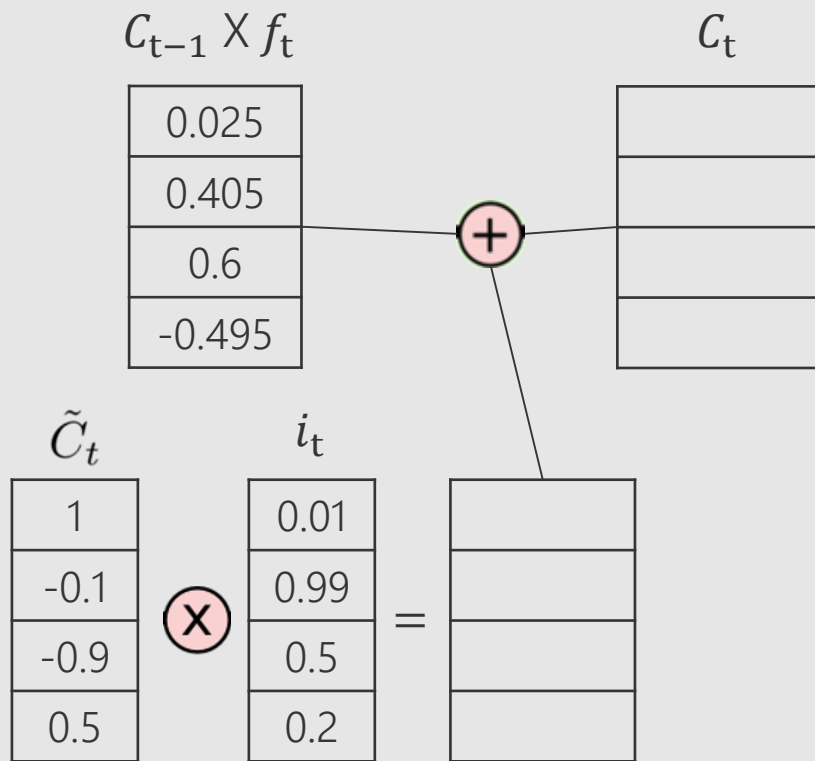 C_{t-1} X f_t
C_t
0.025
0.405
0.6
-0.495
+
C̃_t
i_t
1
-0.1
-0.9
0.5
X
0.01
0.99
0.5
0.2
=